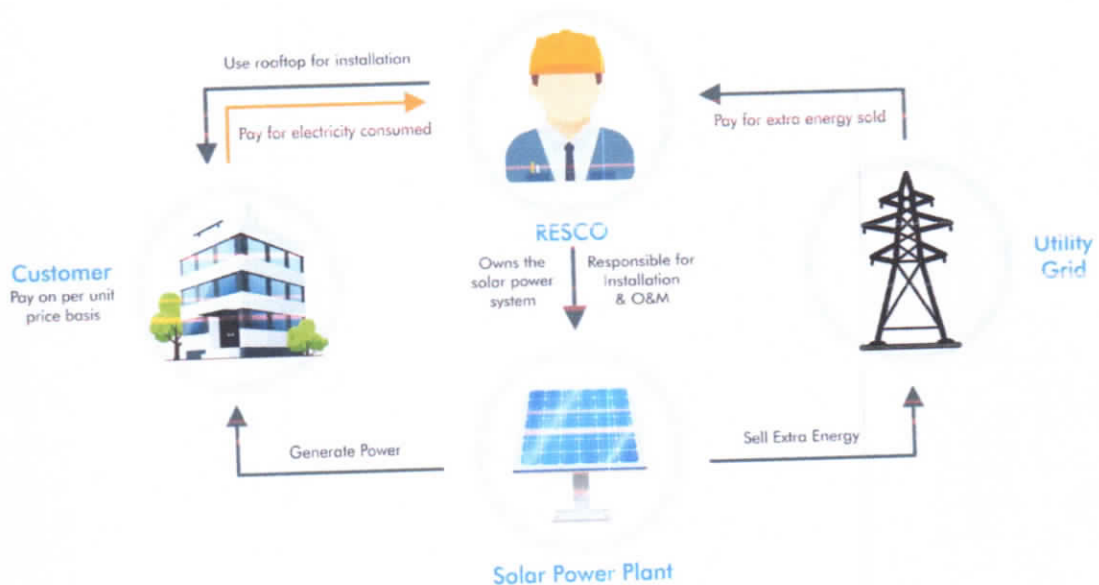 Use rooftop for installation
Pay for electricity consumed
Pay for extra energy sold
RESCO
Owns the
solar power
system
Responsible for
Installation
& O&M
Customer
Pay on per unit
price basis
Utility
Grid
Generate Power
Sell Extra Energy
Solar Power Plant